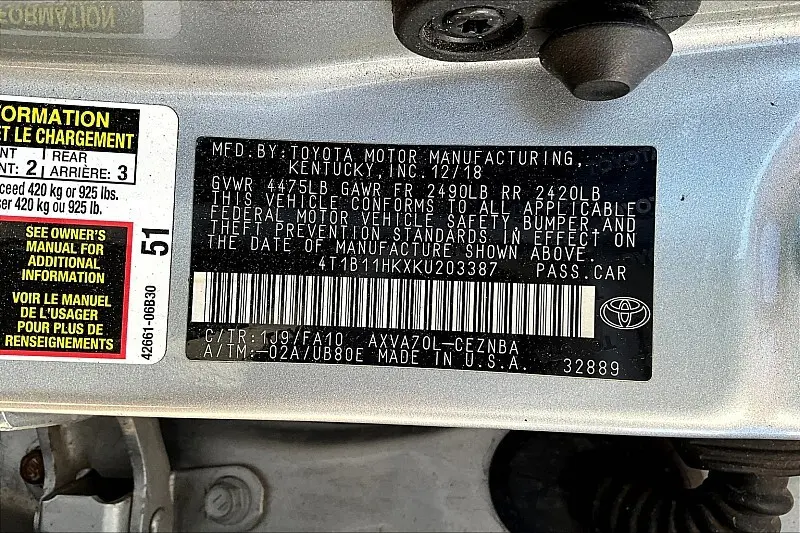 FORMATION
ET LE CHARGEMENT
NT 2 REAR
NT: ARRIÈRE: 3
ceed 420 kg or 925 lbs.
ser 420 kg ou 925 lb.
SEE OWNER'S
MANUAL FOR
ADDITIONAL
INFORMATION
VOIR LE MANUEL
DE L'USAGER
POUR PLUS DE
RENSEIGNEMENTS
51
42661-06B30
MFD.BY:TOYOTA MOTOR MANUFACTURING,
KENTUCKY, INC.12/18
GVWR 4475LB GAWR FR 2490LB RR 2420LB
THIS VEHICLE CONFORMS TO ALL APPLICABLE
FEDERAL MOTOR VEHICLE SAFETY,BUMPER,AND
THEFT PREVENTION STANDARDS IN EFFECT ON
THE DATE OF MANUFACTURE SHOWN ABOVE.
4T1B11HKXKU203387 PASS.CAR
C/TR:1J9/FA10 AXVA70L-CEZNBA
A/TM:-02A/UB80E MADE IN U.S.A. 32889